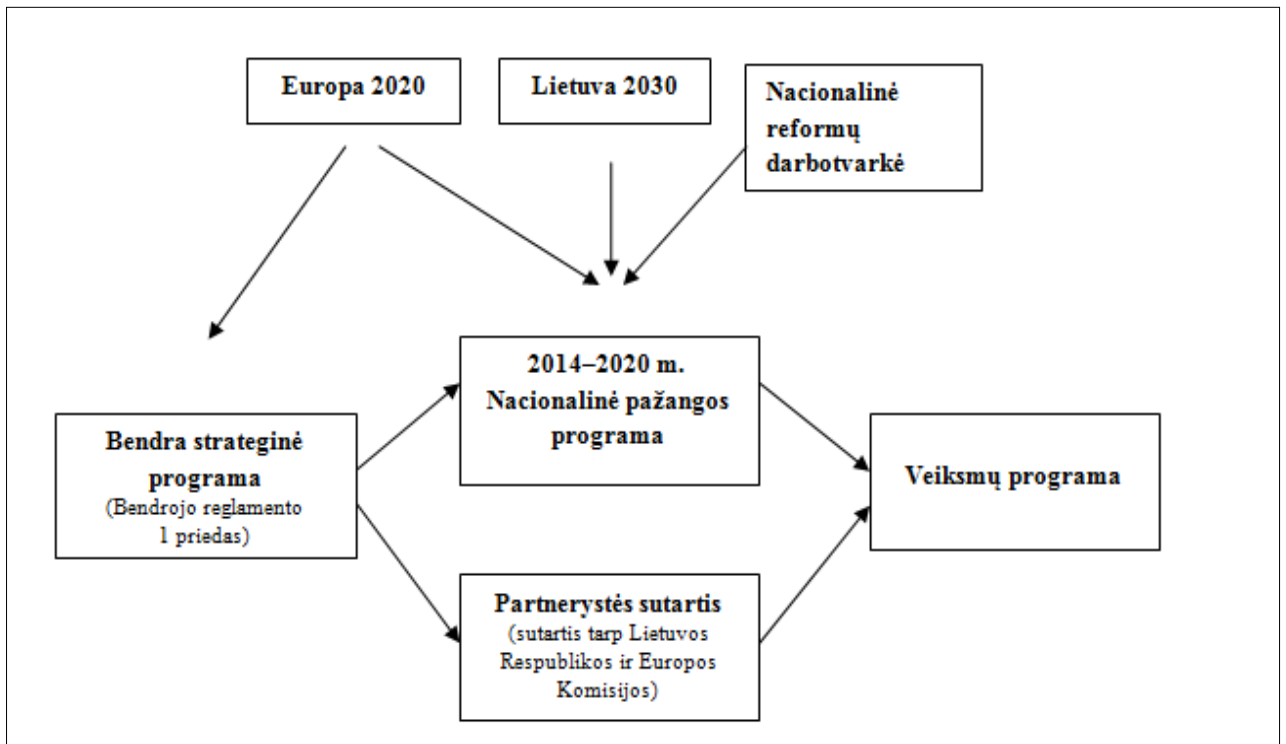 Europa 2020
Lietuva 2030
Nacionalinė
reformų
darbotvarkė
2014–2020 m.
Nacionalinė pažangos
programa
Bendra strateginė
programa
(Bendrojo reglamento
1 priedas)
Veiksmų programa
Partnerystės sutartis
(sutartis tarp Lietuvos
Respublikos ir Europos
Komisijos)